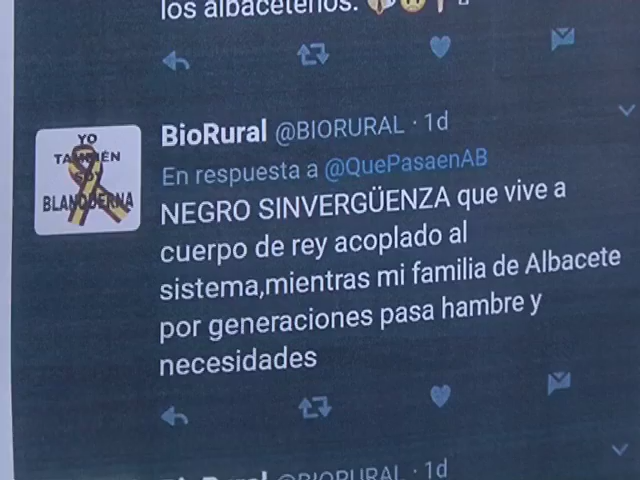 los albaceteños.
BioRural @BIORURAL · 1d
YO
TAMBIÉN
SOY
BLANQUERNA
En respuesta a @QuePasaenAB
NEGRO SINVERGÜENZA que vive a
cuerpo de rey acoplado al
sistema,mientras mi familia de Albacete
por generaciones pasa hambre y
necesidades
BioRural @BIORURAL · 1d